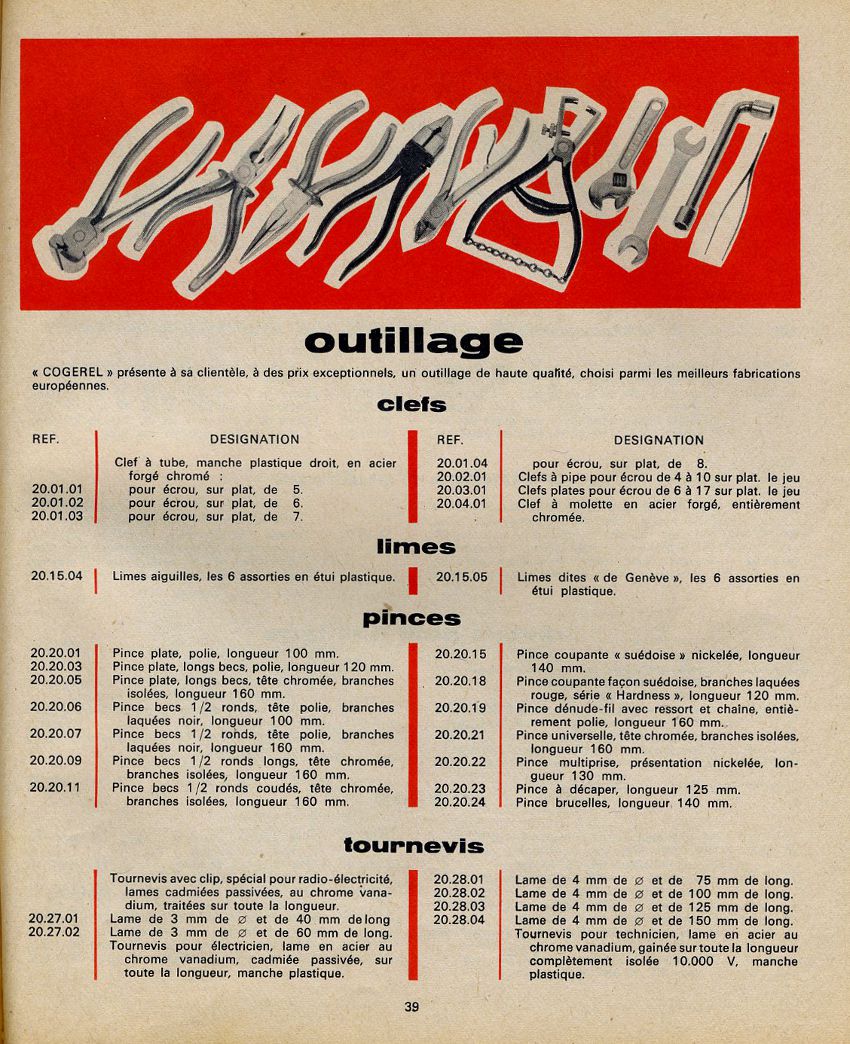 outillage
« COGEREL » présente à sa clientèle, à des prix exceptionnels, un outillage de haute qualité, choisi parmi les meilleurs fabrications
européennes.
clefs
REF. DESIGNATION
Clef à tube, manche plastique droit, en acier
forgé chromé :
20.01.01 pour écrou, sur plat, de 5.
20.01.02 pour écrou, sur plat, de 6.
20.01.03 pour écrou, sur plat, de 7.
REF. DESIGNATION
20.01.04 pour écrou, sur plat, de 8.
20.02.01 Clefs à pipe pour écrou de 4 à 10 sur plat. le jeu
20.03.01 Clefs plates pour écrou de 6 à 17 sur plat. le jeu
20.04.01 Clef à molette en acier forgé, entièrement
chromée.
limes
20.15.04 Limes aiguilles, les 6 assorties en étui plastique.
20.15.05 Limes dites « de Genève », les 6 assorties en
étui plastique.
pinces
20.20.01 Pince plate, polie, longueur 100 mm.
20.20.03 Pince plate, longs becs, polie, longueur 120 mm.
20.20.05 Pince plate, longs becs, tête chromée, branches
isolées, longueur 160 mm.
20.20.06 Pince becs 1/2 ronds, tête polie, branches
laquées noir, longueur 100 mm.
20.20.07 Pince becs 1/2 ronds, tête polie, branches
laquées noir, longueur 160 mm.
20.20.09 Pince becs 1/2 ronds longs, tête chromée,
branches isolées, longueur 160 mm.
20.20.11 Pince becs 1/2 ronds coudés, tête chromée,
branches isolées, longueur 160 mm.
20.20.15 Pince coupante « suédoise » nickelée, longueur
140 mm.
20.20.18 Pince coupante façon suédoise, branches laquées
rouge, série « Hardness », longueur 120 mm.
20.20.19 Pince dénude-fil avec ressort et chaîne, entiè-
rement polie, longueur 160 mm.
20.20.21 Pince universelle, tête chromée, branches isolées,
longueur 160 mm.
20.20.22 Pince multiprise, présentation nickelée, lon-
gueur 130 mm.
20.20.23 Pince à décaper, longueur 125 mm.
20.20.24 Pince brucelles, longueur 140 mm.
tournevis
Tournevis avec clip, spécial pour radio-électricité,
lames cadmiées passivées, au chrome vana-
dium, traitées sur toute la longueur.
20.27.01 Lame de 3 mm de ∅ et de 40 mm de long
20.27.02 Lame de 3 mm de ∅ et de 60 mm de long.
Tournevis pour électricien, lame en acier au
chrome vanadium, cadmiée passivée, sur
toute la longueur, manche plastique.
20.28.01 Lame de 4 mm de ∅ et de 75 mm de long.
20.28.02 Lame de 4 mm de ∅ et de 100 mm de long.
20.28.03 Lame de 4 mm de ∅ et de 125 mm de long.
20.28.04 Lame de 4 mm de ∅ et de 150 mm de long.
Tournevis pour technicien, lame en acier au
chrome vanadium, gainée sur toute la longueur
complètement isolée 10.000 V, manche
plastique.
39